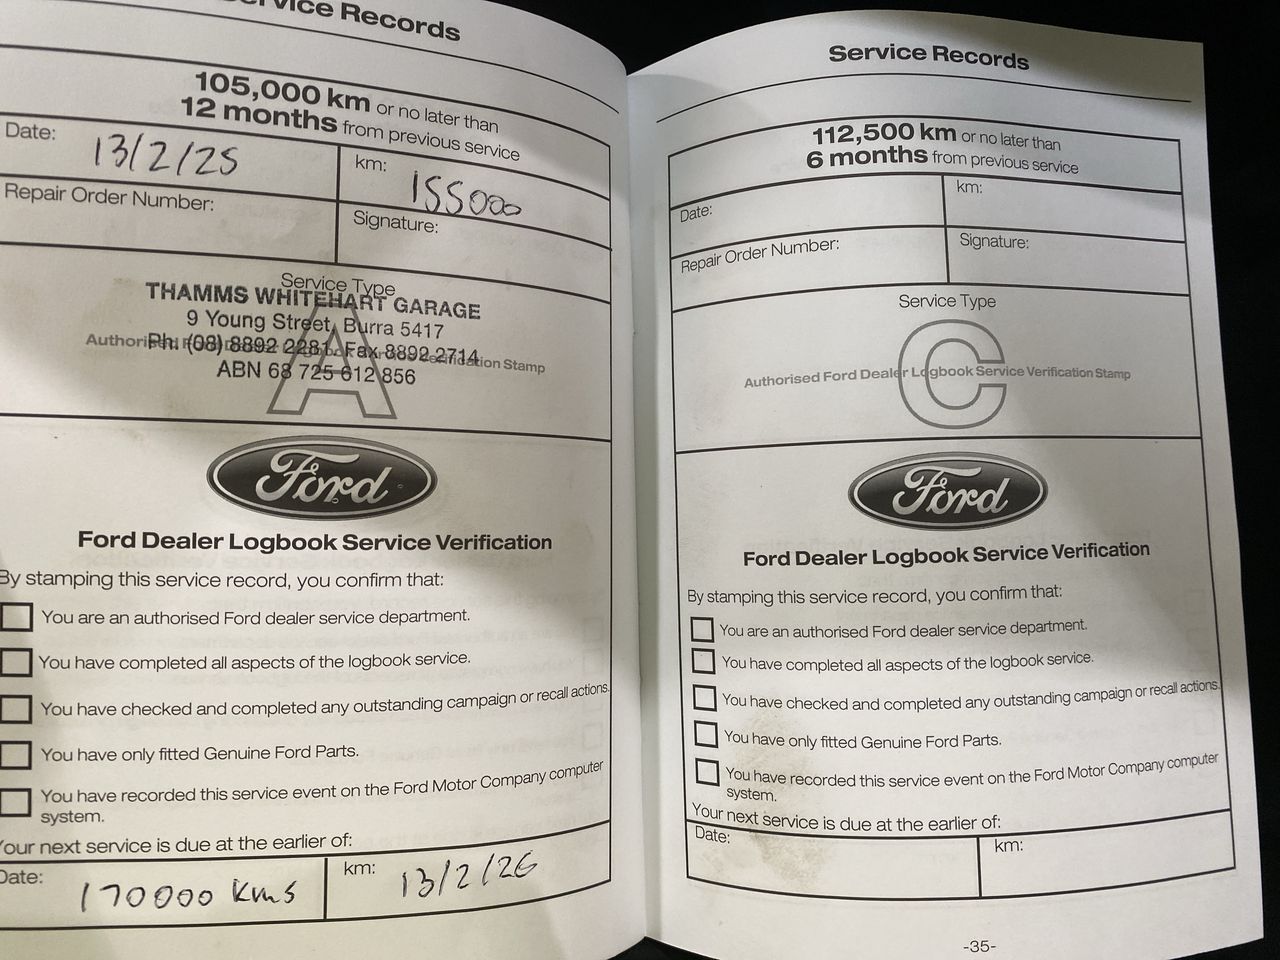 Service Records
105,000 km or no later than
12 months from previous service
Date: 13/2/25
km: 155000
Repair Order Number:
Signature:
Service Type
THAMMS WHITEHART GARAGE
9 Young Street, Burra 5417
Ph: (08) 8892 2281 Fax 8892 2714
Authorised Ford Dealer Logbook Service Verification Stamp
ABN 68 725 612 856
A
Ford
Ford Dealer Logbook Service Verification
By stamping this service record, you confirm that:
You are an authorised Ford dealer service department.
You have completed all aspects of the logbook service.
You have checked and completed any outstanding campaign or recall actions.
You have only fitted Genuine Ford Parts.
You have recorded this service event on the Ford Motor Company computer
system.
Your next service is due at the earlier of:
Date: 170000 kms
km: 13/2/26
Service Records
112,500 km or no later than
6 months from previous service
Date:
km:
Repair Order Number:
Signature:
Service Type
C
Authorised Ford Dealer Logbook Service Verification Stamp
Ford
Ford Dealer Logbook Service Verification
By stamping this service record, you confirm that:
You are an authorised Ford dealer service department.
You have completed all aspects of the logbook service.
You have checked and completed any outstanding campaign or recall actions.
You have only fitted Genuine Ford Parts.
You have recorded this service event on the Ford Motor Company computer
system.
Your next service is due at the earlier of:
Date:
km:
-35-